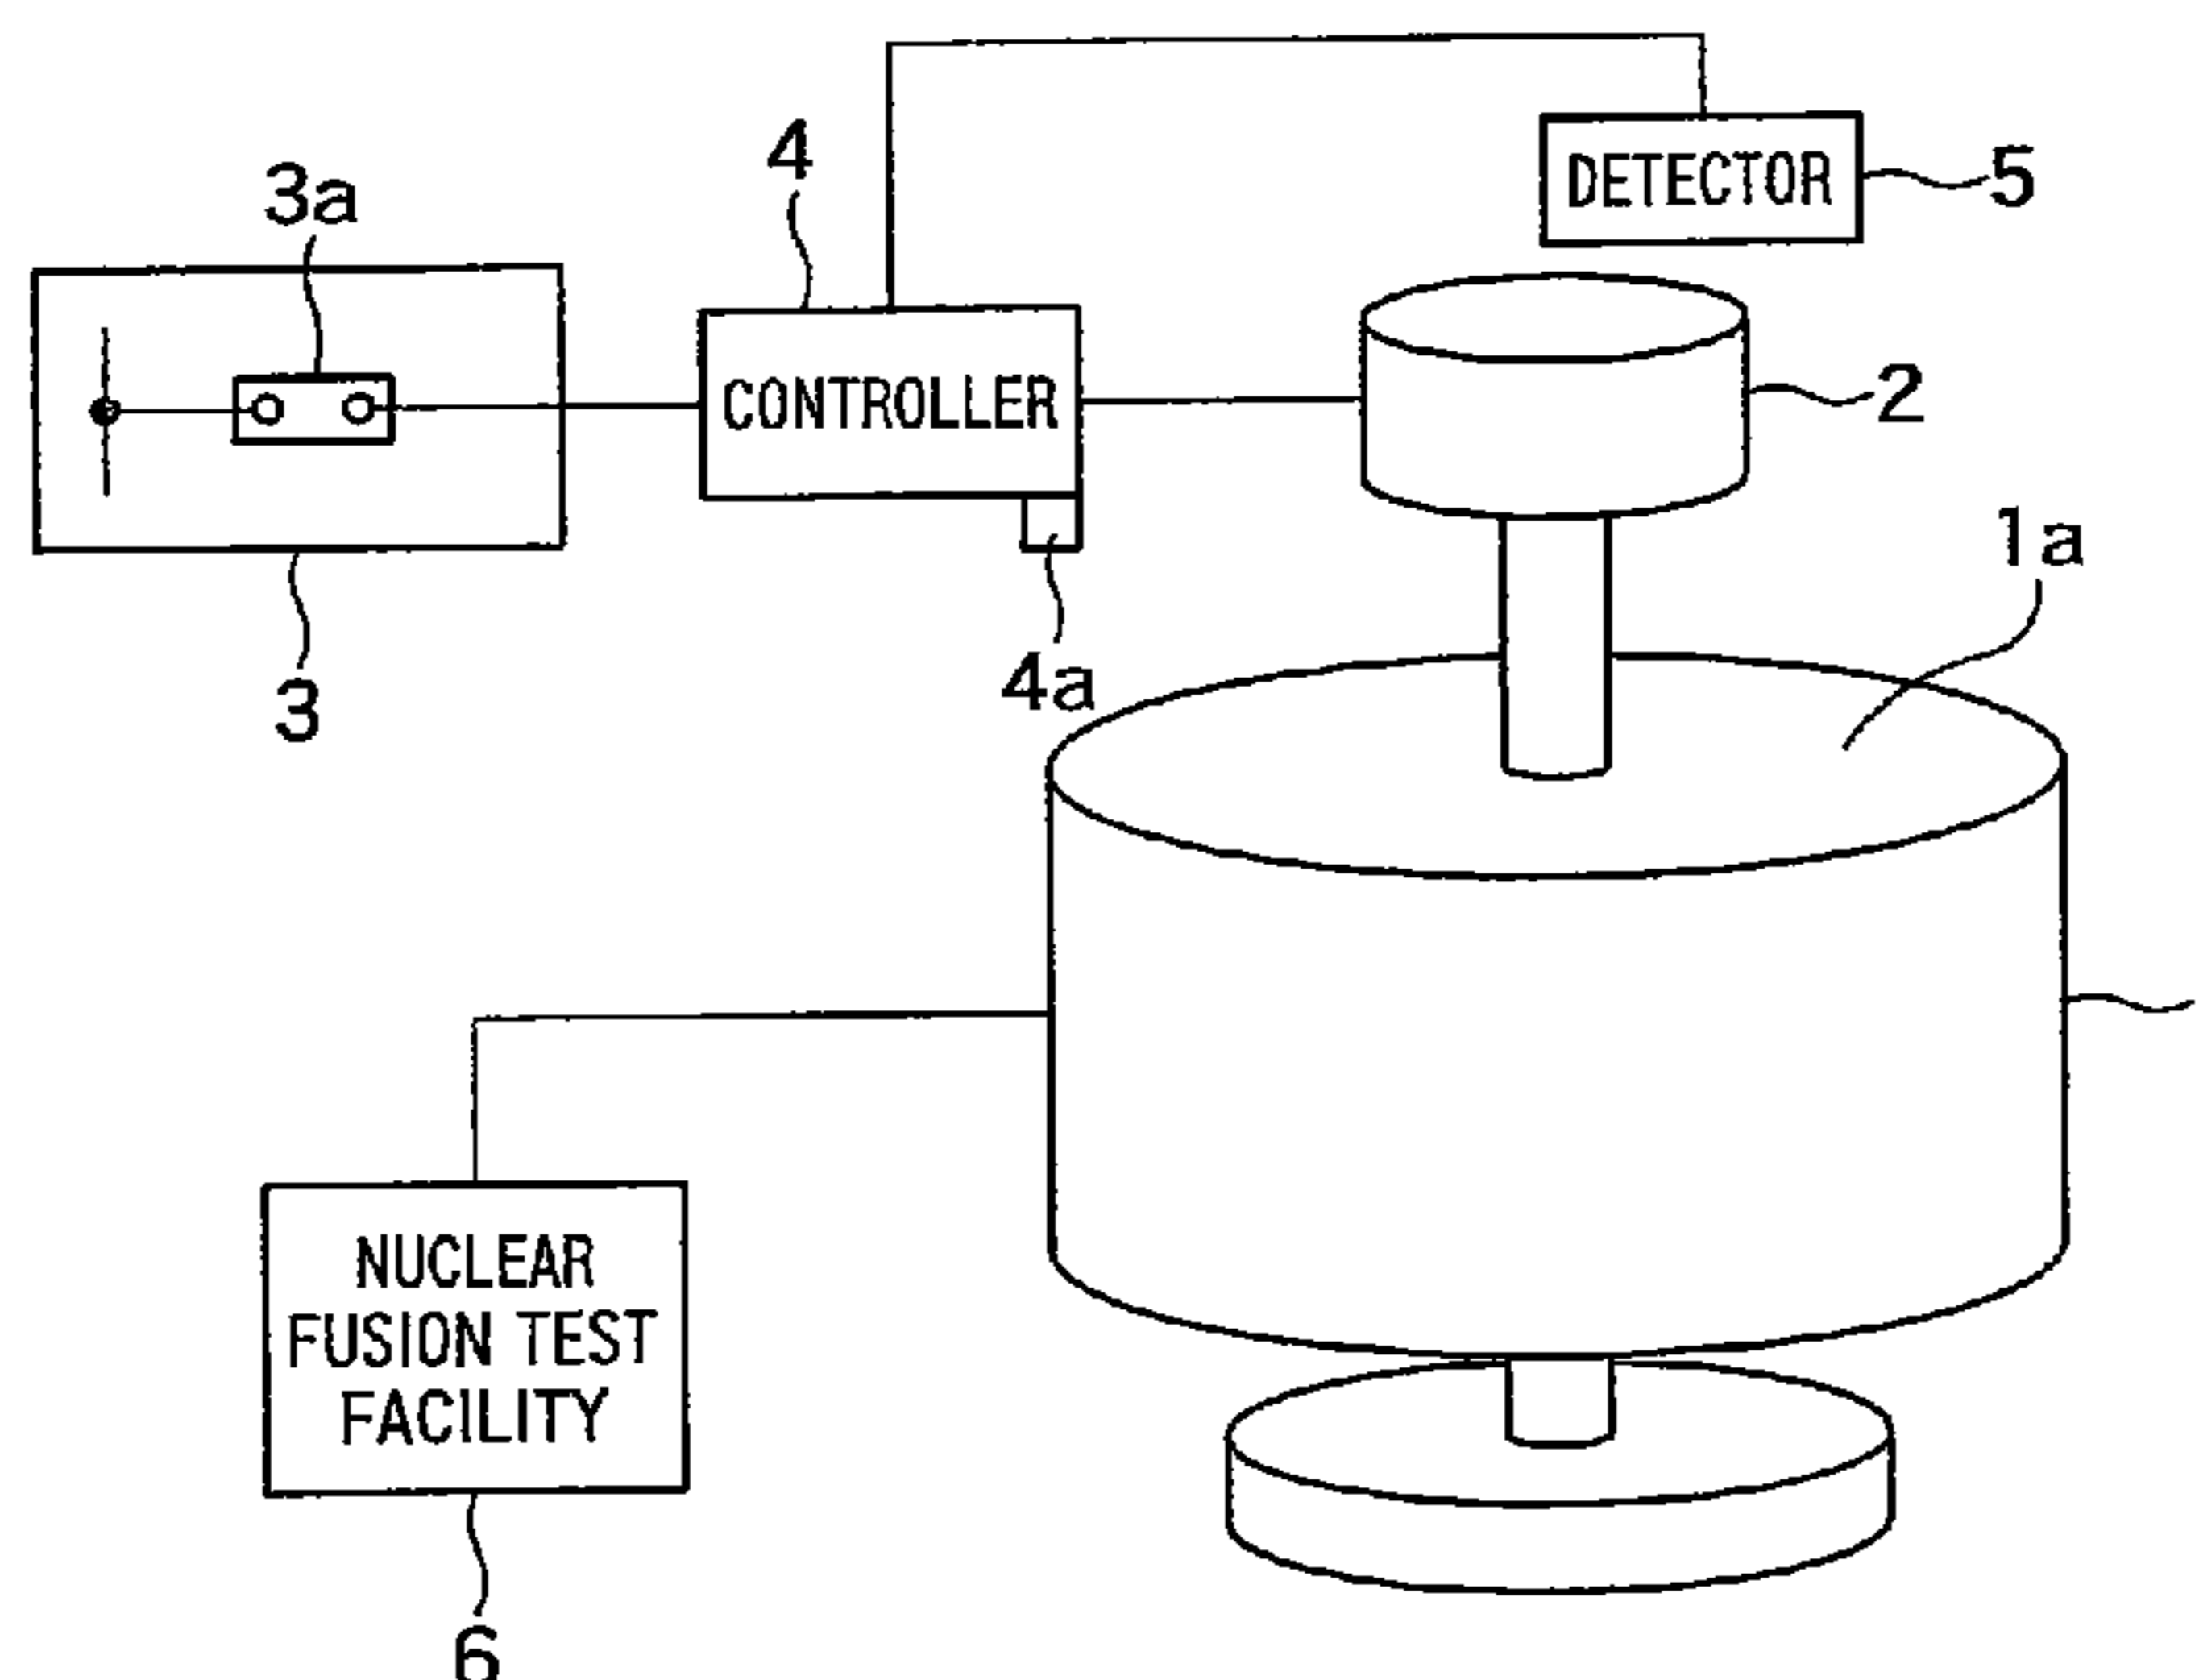 4
DETECTOR
5
3a
CONTROLLER
2
1a
4a
3
NUCLEAR
FUSION TEST
FACILITY
6